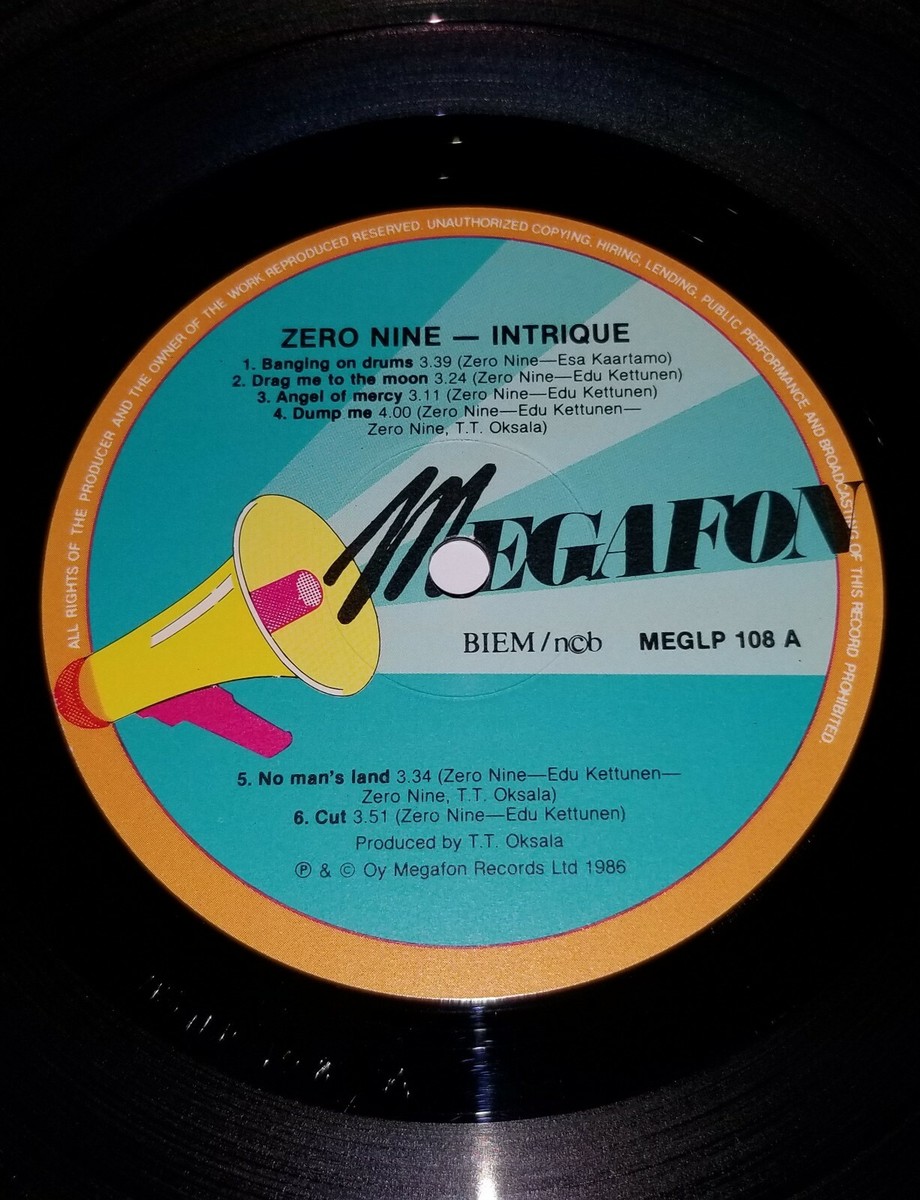 ALL RIGHTS OF THE PRODUCER AND THE OWNER OF THE WORK REPRODUCED RESERVED. UNAUTHORIZED COPYING, HIRING, LENDING, PUBLIC PERFORMANCE AND BROADCASTING OF THIS RECORD PROHIBITED.
ZERO NINE — INTRIQUE
1. Banging on drums 3.39 (Zero Nine—Esa Kaartamo)
2. Drag me to the moon 3.24 (Zero Nine—Edu Kettunen)
3. Angel of mercy 3.11 (Zero Nine—Edu Kettunen)
4. Dump me 4.00 (Zero Nine—Edu Kettunen—
Zero Nine, T.T. Oksala)
MEGAFON
BIEM/n©b MEGLP 108 A
5. No man's land 3.34 (Zero Nine—Edu Kettunen—
Zero Nine, T.T. Oksala)
6. Cut 3.51 (Zero Nine—Edu Kettunen)
Produced by T.T. Oksala
℗ & © Oy Megafon Records Ltd 1986